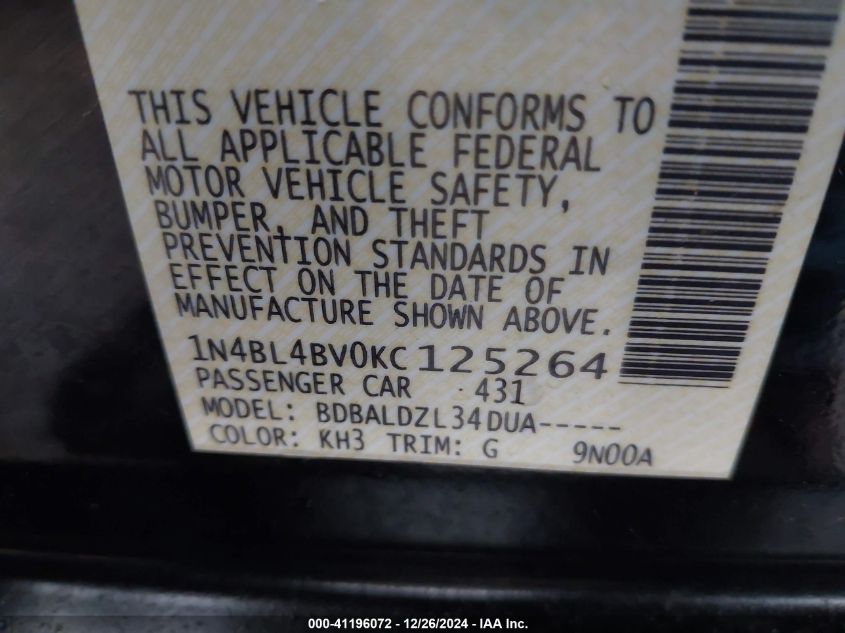 THIS VEHICLE CONFORMS TO
ALL APPLICABLE FEDERAL
MOTOR VEHICLE SAFETY,
BUMPER, AND THEFT
PREVENTION STANDARDS IN
EFFECT ON THE DATE OF
MANUFACTURE SHOWN ABOVE.
1N4BL4BV0KC125264
PASSENGER CAR 431
MODEL: BDBALDZL34DUA-----
COLOR: KH3 TRIM: G 9N00A
000-41196072 - 12/26/2024 - IAA Inc.